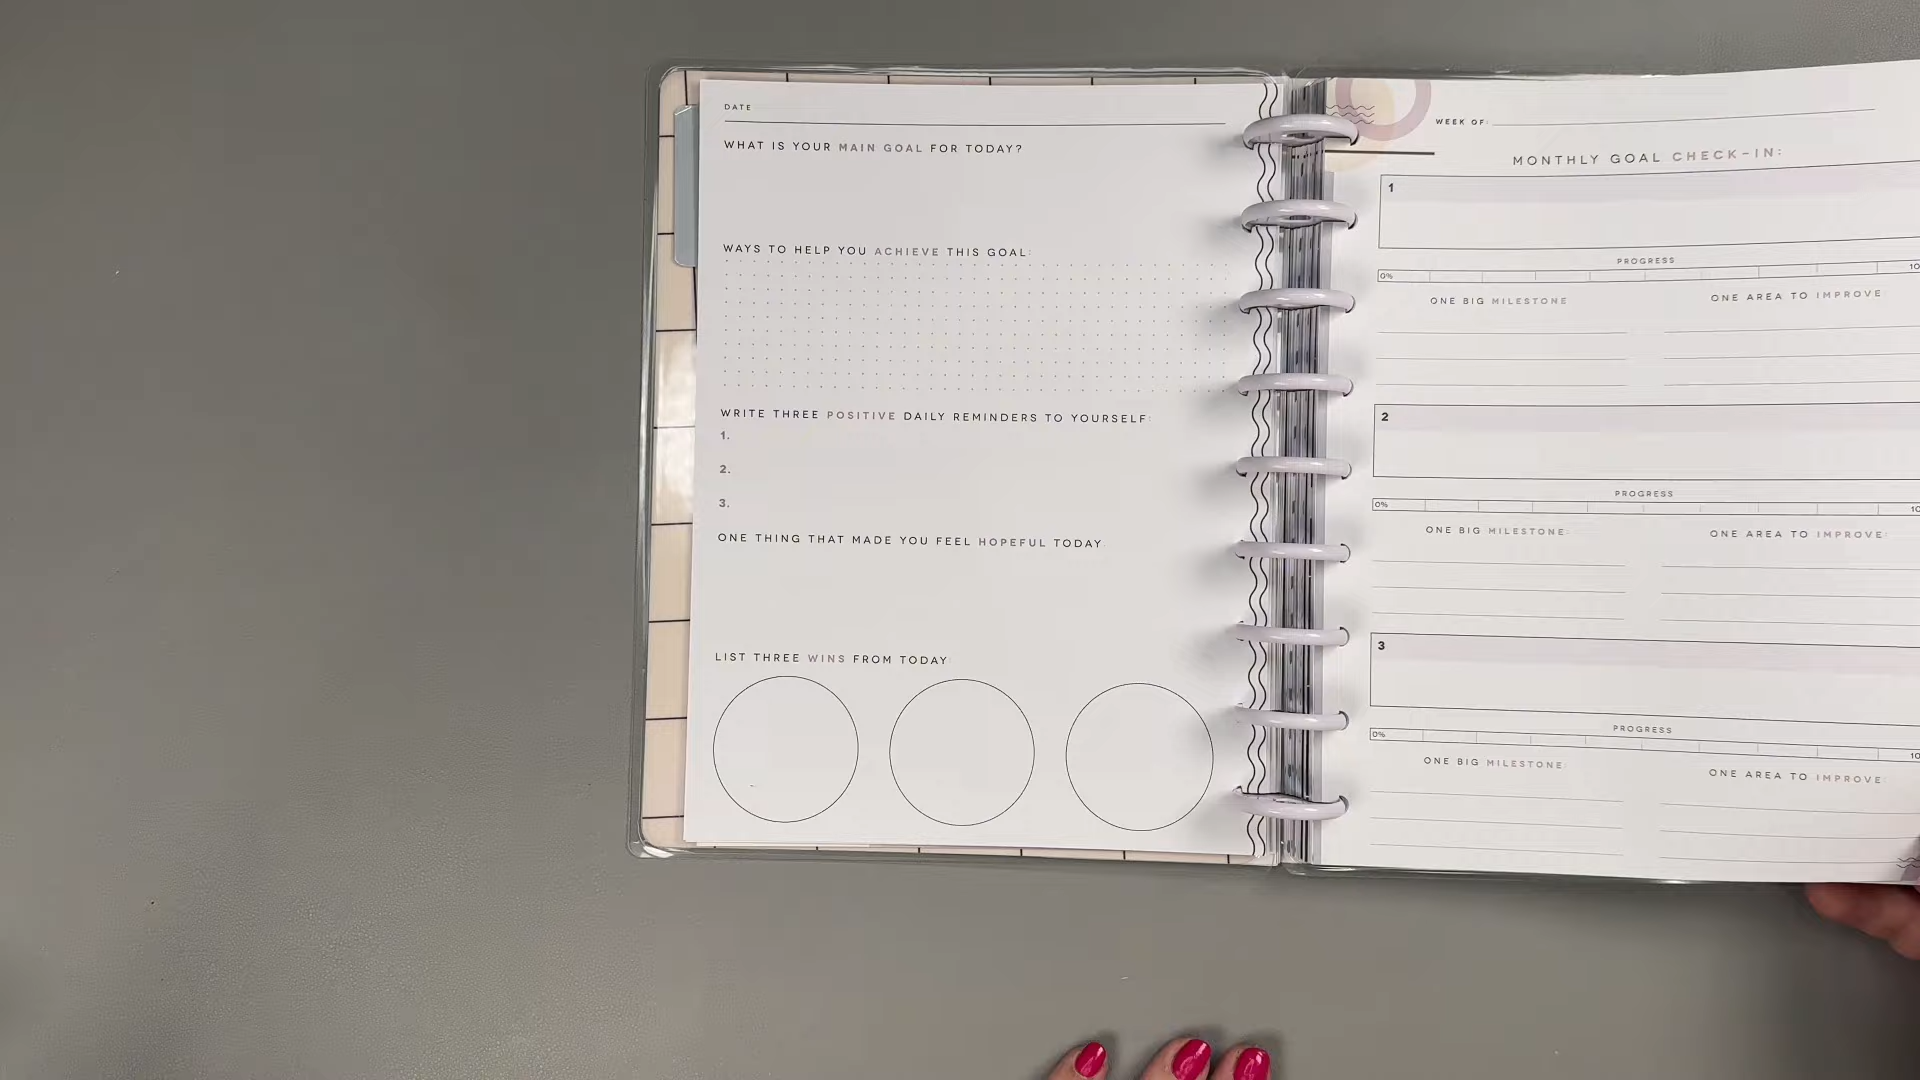 DATE
WHAT IS YOUR MAIN GOAL FOR TODAY?
WAYS TO HELP YOU ACHIEVE THIS GOAL:
WRITE THREE POSITIVE DAILY REMINDERS TO YOURSELF:
1.
2.
3.
ONE THING THAT MADE YOU FEEL HOPEFUL TODAY:
LIST THREE WINS FROM TODAY
WEEK OF:
MONTHLY GOAL CHECK-IN:
1
PROGRESS
0% 10
ONE BIG MILESTONE ONE AREA TO IMPROVE:
2
PROGRESS
0% 10
ONE BIG MILESTONE: ONE AREA TO IMPROVE:
3
PROGRESS
0% 10
ONE BIG MILESTONE: ONE AREA TO IMPROVE: